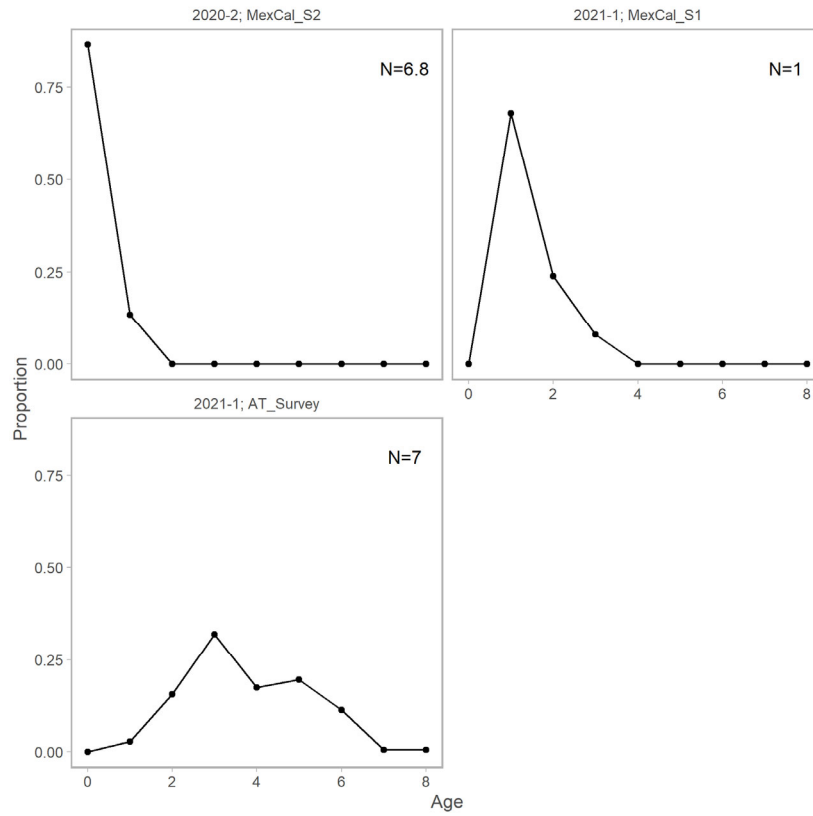 2020-2; MexCal_S2
2021-1; MexCal_S1
N=6.8
N=1
0.75
0.50
0.25
0.00
0 2 4 6 8
2021-1; AT_Survey
N=7
0.75
0.50
0.25
0.00
0 2 4 6 8
Proportion
Age